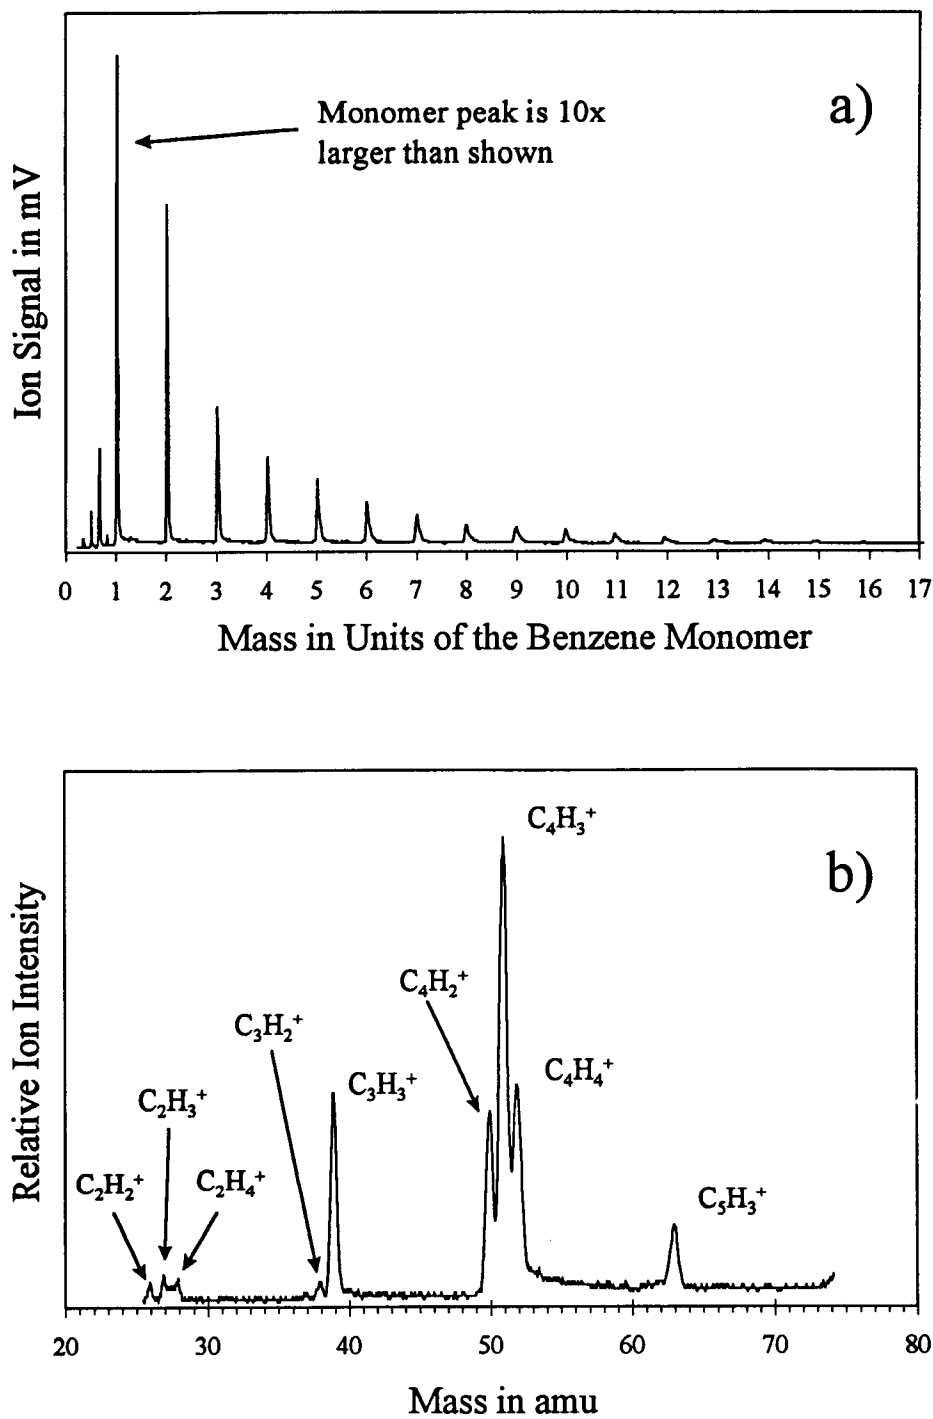 a)
Monomer peak is 10x
larger than shown
Ion Signal in mV
0 1 2 3 4 5 6 7 8 9 10 11 12 13 14 15 16 17
Mass in Units of the Benzene Monomer
b)
C₄H₃⁺
C₄H₂⁺
C₃H₂⁺
C₃H₃⁺
C₄H₄⁺
C₂H₃⁺
C₂H₂⁺
C₂H₄⁺
C₅H₃⁺
Relative Ion Intensity
20 30 40 50 60 70 80
Mass in amu